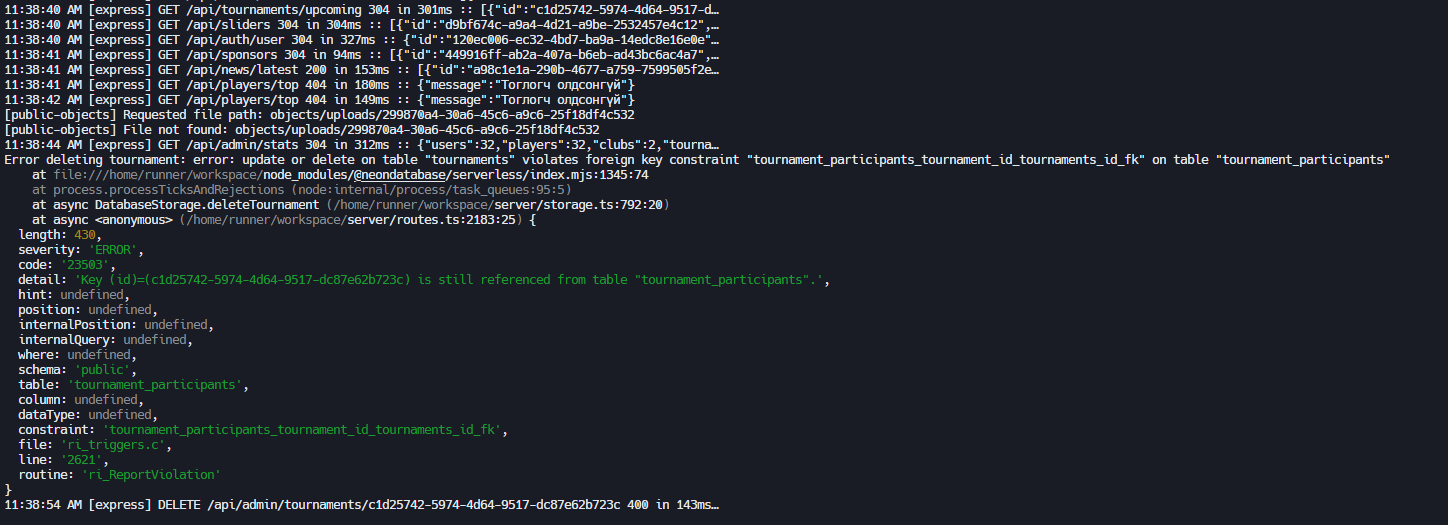 11:38:40 AM [express] GET /api/tournaments/upcoming 304 in 301ms :: [{"id":"c1d25742-5974-4d64-9517-d…
11:38:40 AM [express] GET /api/sliders 304 in 304ms :: [{"id":"d9bf674c-a9a4-4d21-a9be-2532457e4c12",…
11:38:40 AM [express] GET /api/auth/user 304 in 327ms :: {"id":"120ec006-ec32-4bd7-ba9a-14edc8e16e0e"…
11:38:41 AM [express] GET /api/sponsors 304 in 94ms :: [{"id":"449916ff-ab2a-407a-b6eb-ad43bc6ac4a7",…
11:38:41 AM [express] GET /api/news/latest 200 in 153ms :: [{"id":"a98c1e1a-290b-4677-a759-7599505f2e…
11:38:41 AM [express] GET /api/players/top 404 in 180ms :: {"message":"Тоглогч олдсонгүй"}
11:38:42 AM [express] GET /api/players/top 404 in 149ms :: {"message":"Тоглогч олдсонгүй"}
[public-objects] Requested file path: objects/uploads/299870a4-30a6-45c6-a9c6-25f18df4c532
[public-objects] File not found: objects/uploads/299870a4-30a6-45c6-a9c6-25f18df4c532
11:38:44 AM [express] GET /api/admin/stats 304 in 312ms :: {"users":32,"players":32,"clubs":2,"tourna…
Error deleting tournament: error: update or delete on table "tournaments" violates foreign key constraint "tournament_participants_tournament_id_tournaments_id_fk" on table "tournament_participants"
    at file:///home/runner/workspace/node_modules/@neondatabase/serverless/index.mjs:1345:74
    at process.processTicksAndRejections (node:internal/process/task_queues:95:5)
    at async DatabaseStorage.deleteTournament (/home/runner/workspace/server/storage.ts:792:20)
    at async <anonymous> (/home/runner/workspace/server/routes.ts:2183:25) {
  length: 430,
  severity: 'ERROR',
  code: '23503',
  detail: 'Key (id)=(c1d25742-5974-4d64-9517-dc87e62b723c) is still referenced from table "tournament_participants".',
  hint: undefined,
  position: undefined,
  internalPosition: undefined,
  internalQuery: undefined,
  where: undefined,
  schema: 'public',
  table: 'tournament_participants',
  column: undefined,
  dataType: undefined,
  constraint: 'tournament_participants_tournament_id_tournaments_id_fk',
  file: 'ri_triggers.c',
  line: '2621',
  routine: 'ri_ReportViolation'
}
11:38:54 AM [express] DELETE /api/admin/tournaments/c1d25742-5974-4d64-9517-dc87e62b723c 400 in 143ms…